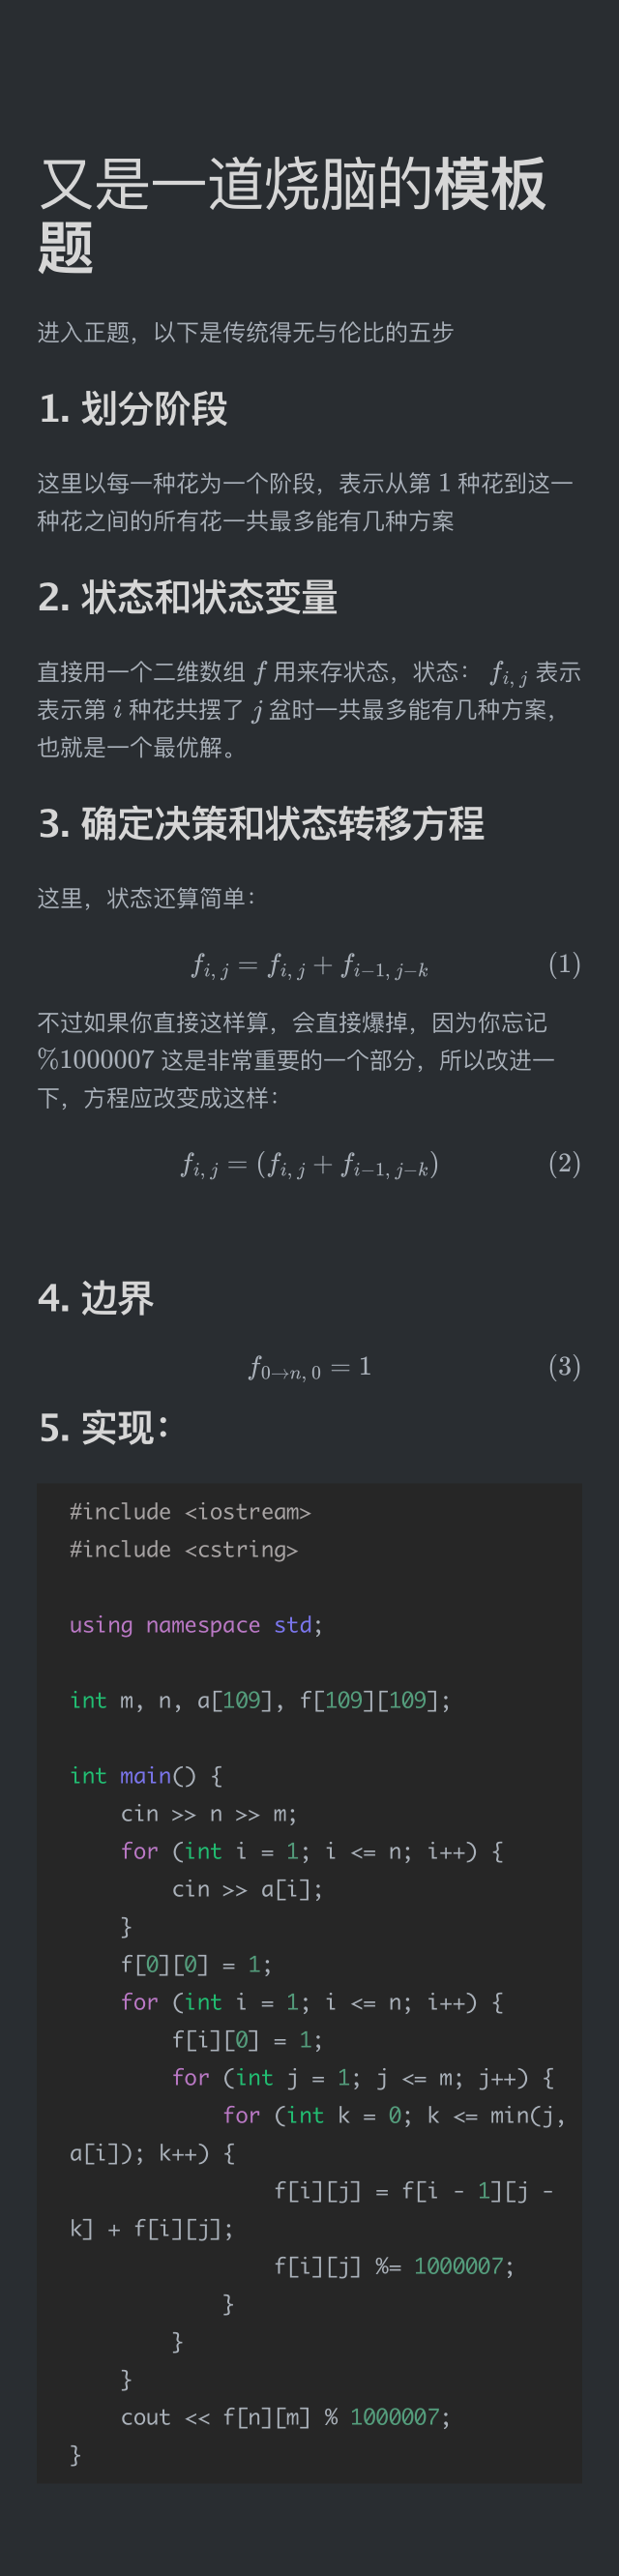 又是一道烧脑的模板
题
进入正题，以下是传统得无与伦比的五步
1. 划分阶段
这里以每一种花为一个阶段，表示从第 1 种花到这一
种花之间的所有花一共最多能有几种方案
2. 状态和状态变量
直接用一个二维数组 f 用来存状态，状态： f_{i, j} 表示
表示第 i 种花共摆了 j 盆时一共最多能有几种方案，
也就是一个最优解。
3. 确定决策和状态转移方程
这里，状态还算简单：
f_{i, j} = f_{i, j} + f_{i−1, j−k} (1)
不过如果你直接这样算，会直接爆掉，因为你忘记
%1000007 这是非常重要的一个部分，所以改进一
下，方程应改变成这样：
f_{i, j} = (f_{i, j} + f_{i−1, j−k}) (2)
4. 边界
f_{0→n, 0} = 1 (3)
5. 实现：
#include <iostream>
#include <cstring>
using namespace std;
int m, n, a[109], f[109][109];
int main() {
    cin >> n >> m;
    for (int i = 1; i <= n; i++) {
        cin >> a[i];
    }
    f[0][0] = 1;
    for (int i = 1; i <= n; i++) {
        f[i][0] = 1;
        for (int j = 1; j <= m; j++) {
            for (int k = 0; k <= min(j,
a[i]); k++) {
                f[i][j] = f[i - 1][j -
k] + f[i][j];
                f[i][j] %= 1000007;
            }
        }
    }
    cout << f[n][m] % 1000007;
}